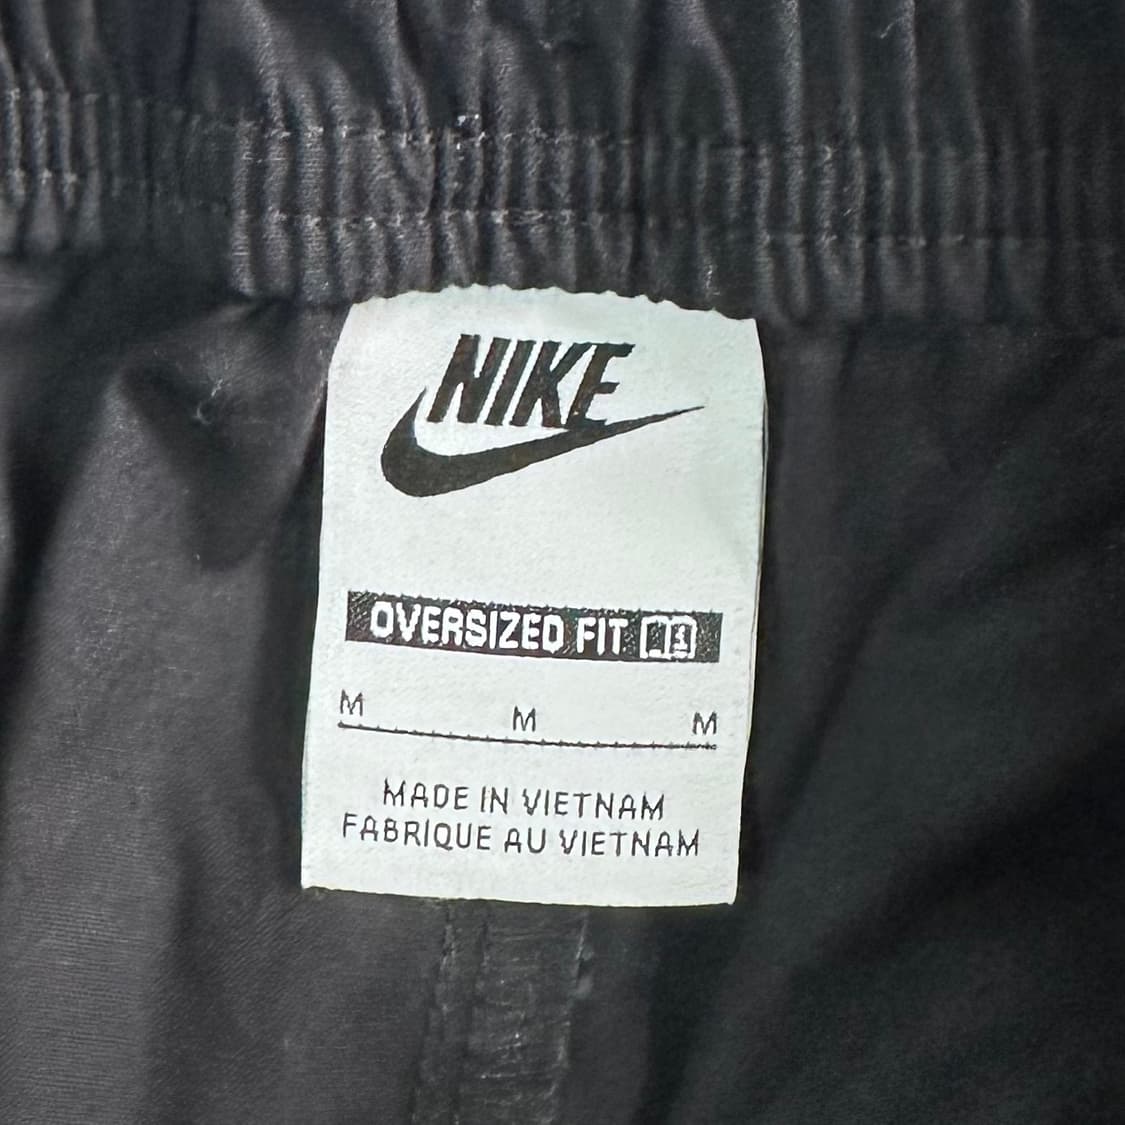 NIKE
OVERSIZED FIT
M M M
MADE IN VIETNAM
FABRIQUE AU VIETNAM